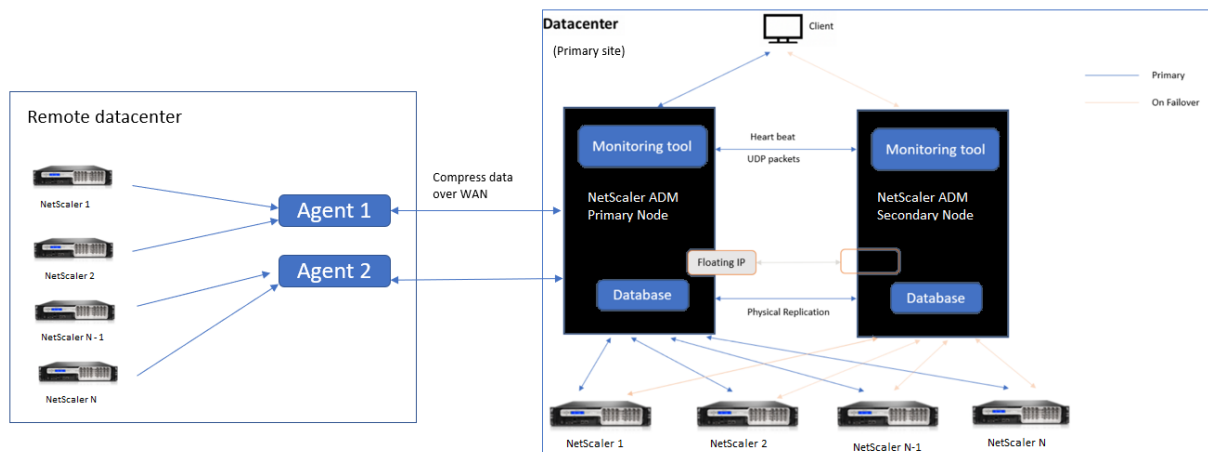 Datacenter
(Primary site)
Client
Primary
On Failover
Remote datacenter
NetScaler 1
NetScaler 2
NetScaler N - 1
NetScaler N
Agent 1
Agent 2
Compress data
over WAN
Monitoring tool
NetScaler ADM
Primary Node
Floating IP
Database
Heart beat
UDP packets
Physical Replication
Monitoring tool
NetScaler ADM
Secondary Node
Database
NetScaler 1
NetScaler 2
NetScaler N-1
NetScaler N